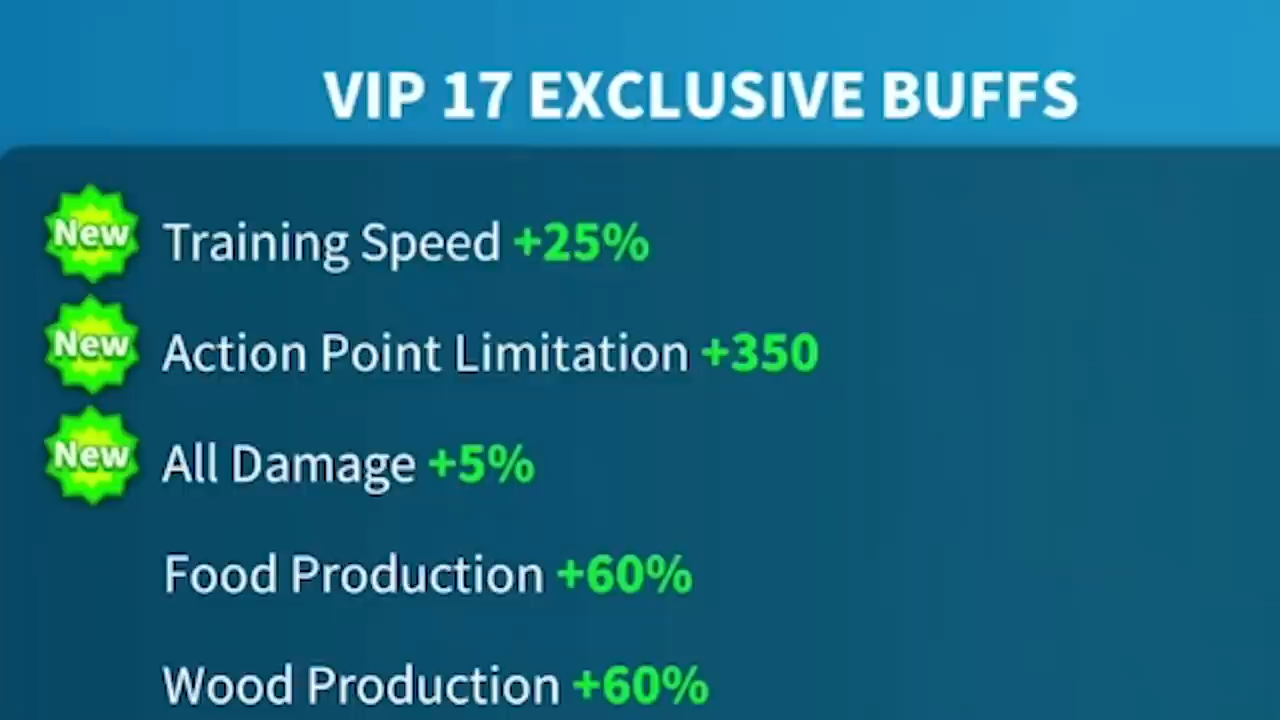 VIP 17 EXCLUSIVE BUFFS
New Training Speed +25%
New Action Point Limitation +350
New All Damage +5%
Food Production +60%
Wood Production +60%